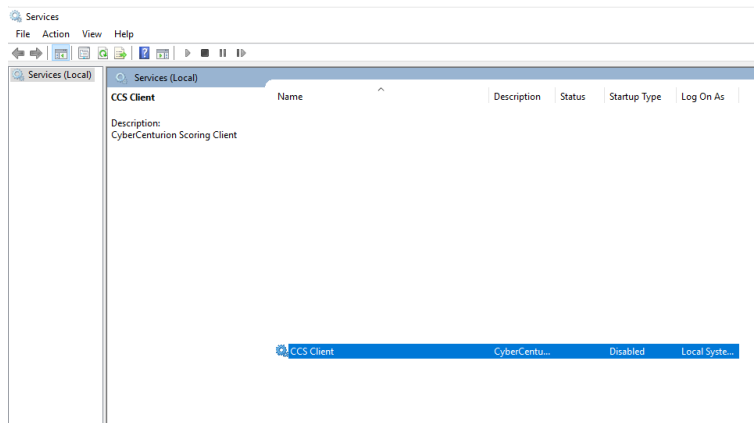 Services
File Action View Help
Services (Local)
Services (Local)
CCS Client
Description:
CyberCenturion Scoring Client
Name Description Status Startup Type Log On As
CCS Client CyberCentu... Disabled Local Syste...